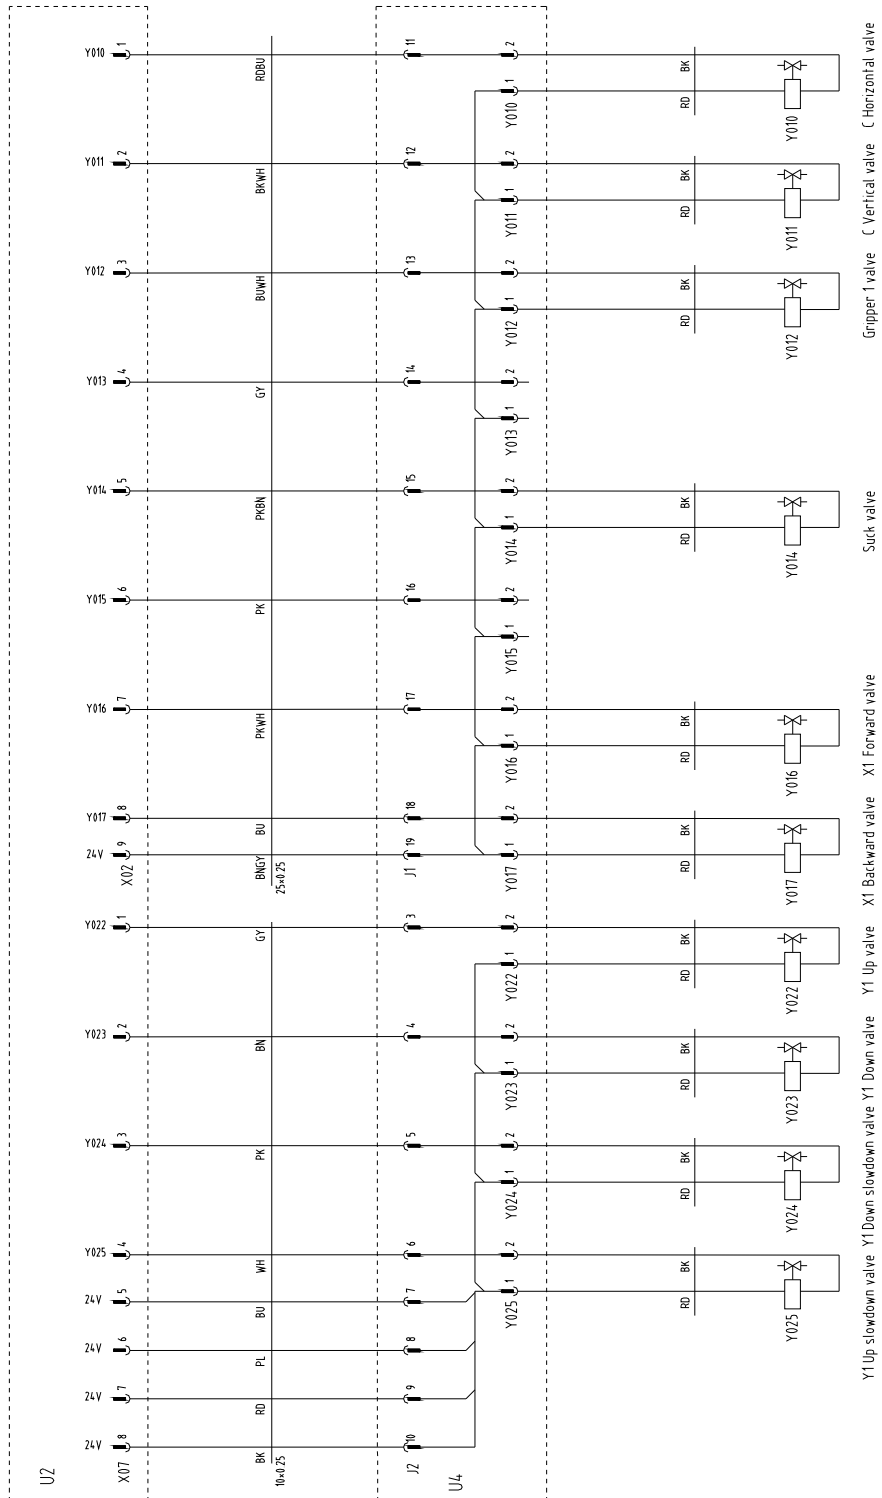 Y010 1 RDBU 11 2 BK
1 RD
Y010 Y010 C Horizontal valve
Y011 2 BKWH 12 2 BK
1 RD
Y011 Y011 C Vertical valve
Y012 3 BUWH 13 2 BK
1 RD
Y012 Y012 Gripper 1 valve
Y013 4 GY 14 2
1
Y013
Y014 5 PKBN 15 2 BK
1 RD
Y014 Y014 Suck valve
Y015 6 PK 16 2
1
Y015
Y016 7 PKWH 17 2 BK
1 RD
Y016 Y016 X1 Forward valve
Y017 8 BU 18 2 BK
24V 9 BNGY 19 1 RD
X02 25×0.25 J1 Y017 Y017 X1 Backward valve
Y022 1 GY 3 2 BK
1 RD
Y022 Y022 Y1 Up valve
Y023 2 BN 4 2 BK
1 RD
Y023 Y023 Y1 Down valve
Y024 3 PK 5 2 BK
1 RD
Y024 Y024 Y1 Down slowdown valve
Y025 4 WH 6 2 BK
24V 5 BU 7 1 RD
Y025 Y025 Y1 Up slowdown valve
24V 6 PL 8
24V 7 RD 9
24V 8 BK 10
X07 10×0.25 J2
U2 U4